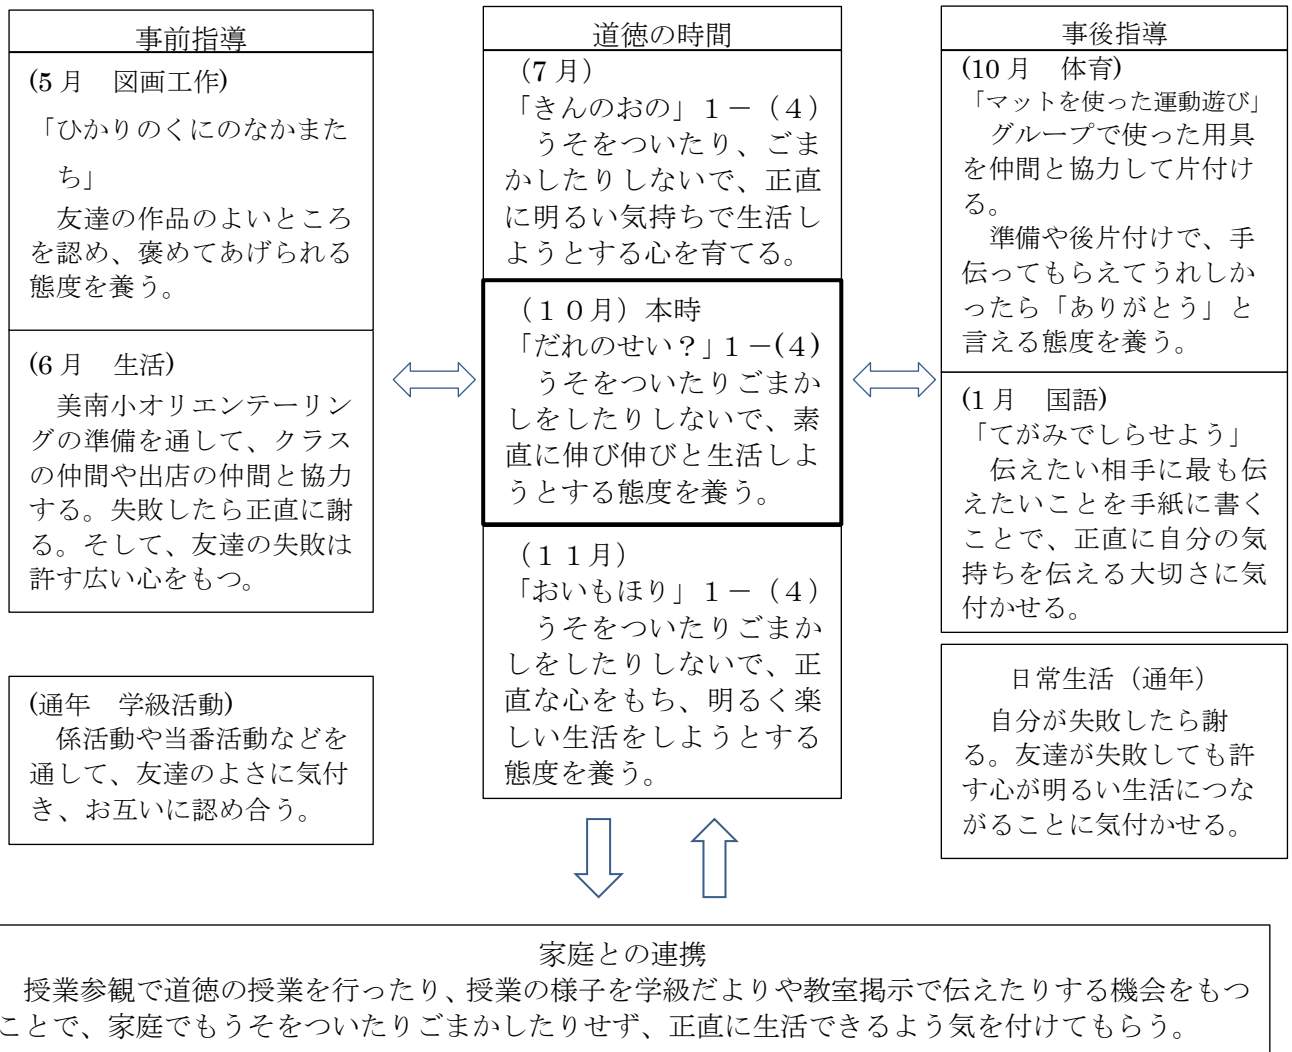 事前指導
(5月　図画工作)
「ひかりのくにのなかまた
ち」
友達の作品のよいところ
を認め、褒めてあげられる
態度を養う。
(6月　生活)
美南小オリエンテーリン
グの準備を通して、クラス
の仲間や出店の仲間と協力
する。失敗したら正直に謝
る。そして、友達の失敗は
許す広い心をもつ。
(通年　学級活動)
係活動や当番活動などを
通して、友達のよさに気付
き、お互いに認め合う。
道徳の時間
（7月）
「きんのおの」１－（４）
うそをついたり、ごま
かしたりしないで、正直
に明るい気持ちで生活し
ようとする心を育てる。
（１０月）本時
「だれのせい？」１－(４)
うそをついたりごまか
しをしたりしないで、素
直に伸び伸びと生活しよ
うとする態度を養う。
（１１月）
「おいもほり」１－（４）
うそをついたりごまか
しをしたりしないで、正
直な心をもち、明るく楽
しい生活をしようとする
態度を養う。
事後指導
(10月　体育)
「マットを使った運動遊び」
グループで使った用具
を仲間と協力して片付け
る。
準備や後片付けで、手
伝ってもらえてうれしか
ったら「ありがとう」と
言える態度を養う。
(1月　国語)
「てがみでしらせよう」
伝えたい相手に最も伝
えたいことを手紙に書く
ことで、正直に自分の気
持ちを伝える大切さに気
付かせる。
日常生活（通年）
自分が失敗したら謝
る。友達が失敗しても許
す心が明るい生活につな
がることに気付かせる。
家庭との連携
授業参観で道徳の授業を行ったり、授業の様子を学級だよりや教室掲示で伝えたりする機会をもつ
ことで、家庭でもうそをついたりごまかしたりせず、正直に生活できるよう気を付けてもらう。